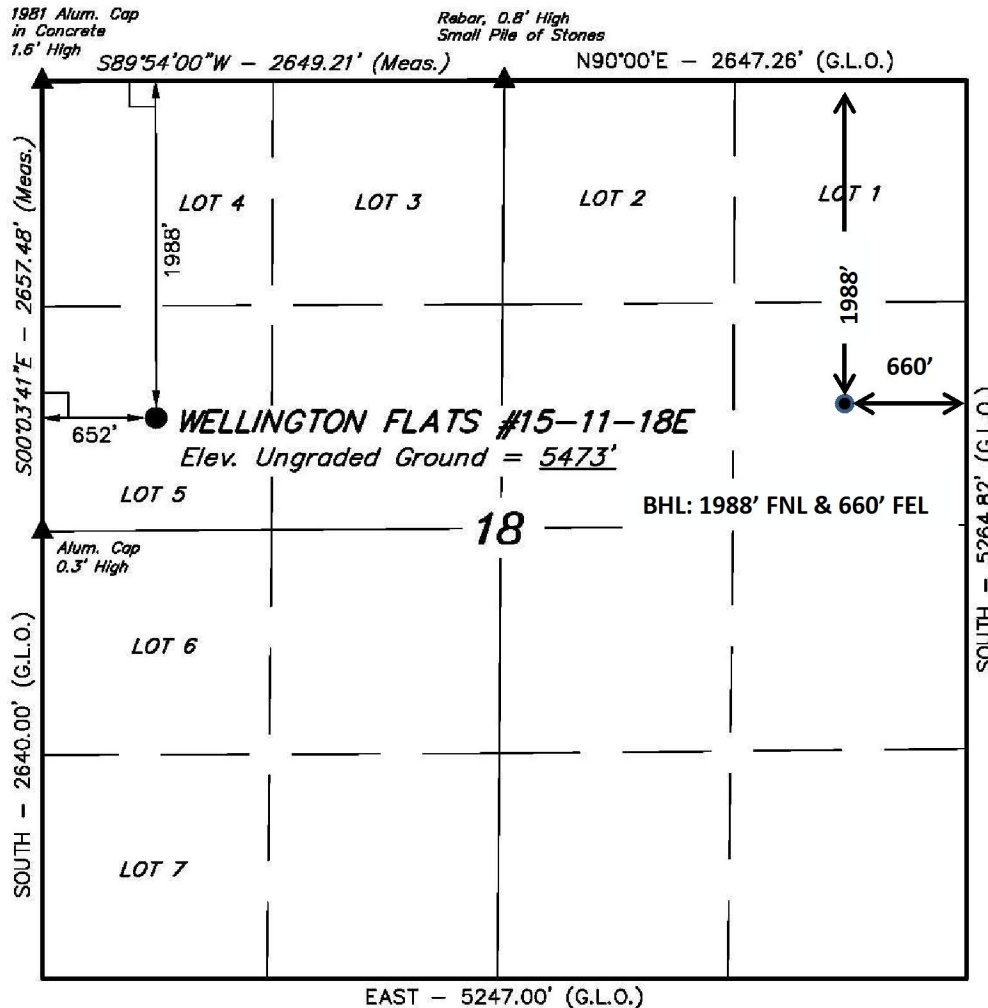 1981 Alum. Cap
in Concrete
1.6' High
Rebar, 0.8' High
Small Pile of Stones
S89°54'00"W - 2649.21' (Meas.)
N90°00'E - 2647.26' (G.L.O.)
S00°03'41"E - 2657.48' (Meas.)
LOT 4
LOT 3
LOT 2
LOT 1
1988'
1988'
660'
652'
WELLINGTON FLATS #15-11-18E
Elev. Ungraded Ground = 5473'
LOT 5
BHL: 1988' FNL & 660' FEL
18
Alum. Cap
0.3' High
SOUTH - 5264.82' (G.L.O.)
LOT 6
SOUTH - 2640.00' (G.L.O.)
LOT 7
EAST - 5247.00' (G.L.O.)